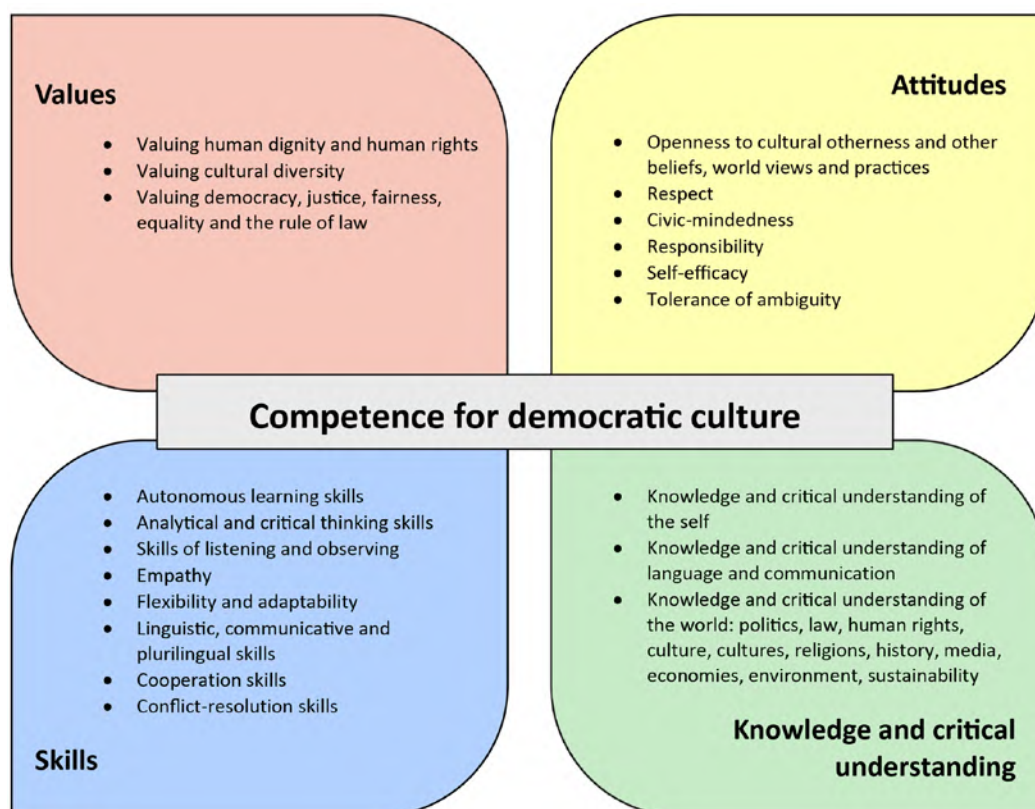 Values
• Valuing human dignity and human rights
• Valuing cultural diversity
• Valuing democracy, justice, fairness,
equality and the rule of law
Attitudes
• Openness to cultural otherness and other
beliefs, world views and practices
• Respect
• Civic-mindedness
• Responsibility
• Self-efficacy
• Tolerance of ambiguity
Competence for democratic culture
• Autonomous learning skills
• Analytical and critical thinking skills
• Skills of listening and observing
• Empathy
• Flexibility and adaptability
• Linguistic, communicative and
plurilingual skills
• Cooperation skills
• Conflict-resolution skills
Skills
• Knowledge and critical understanding of
the self
• Knowledge and critical understanding of
language and communication
• Knowledge and critical understanding of
the world: politics, law, human rights,
culture, cultures, religions, history, media,
economies, environment, sustainability
Knowledge and critical
understanding